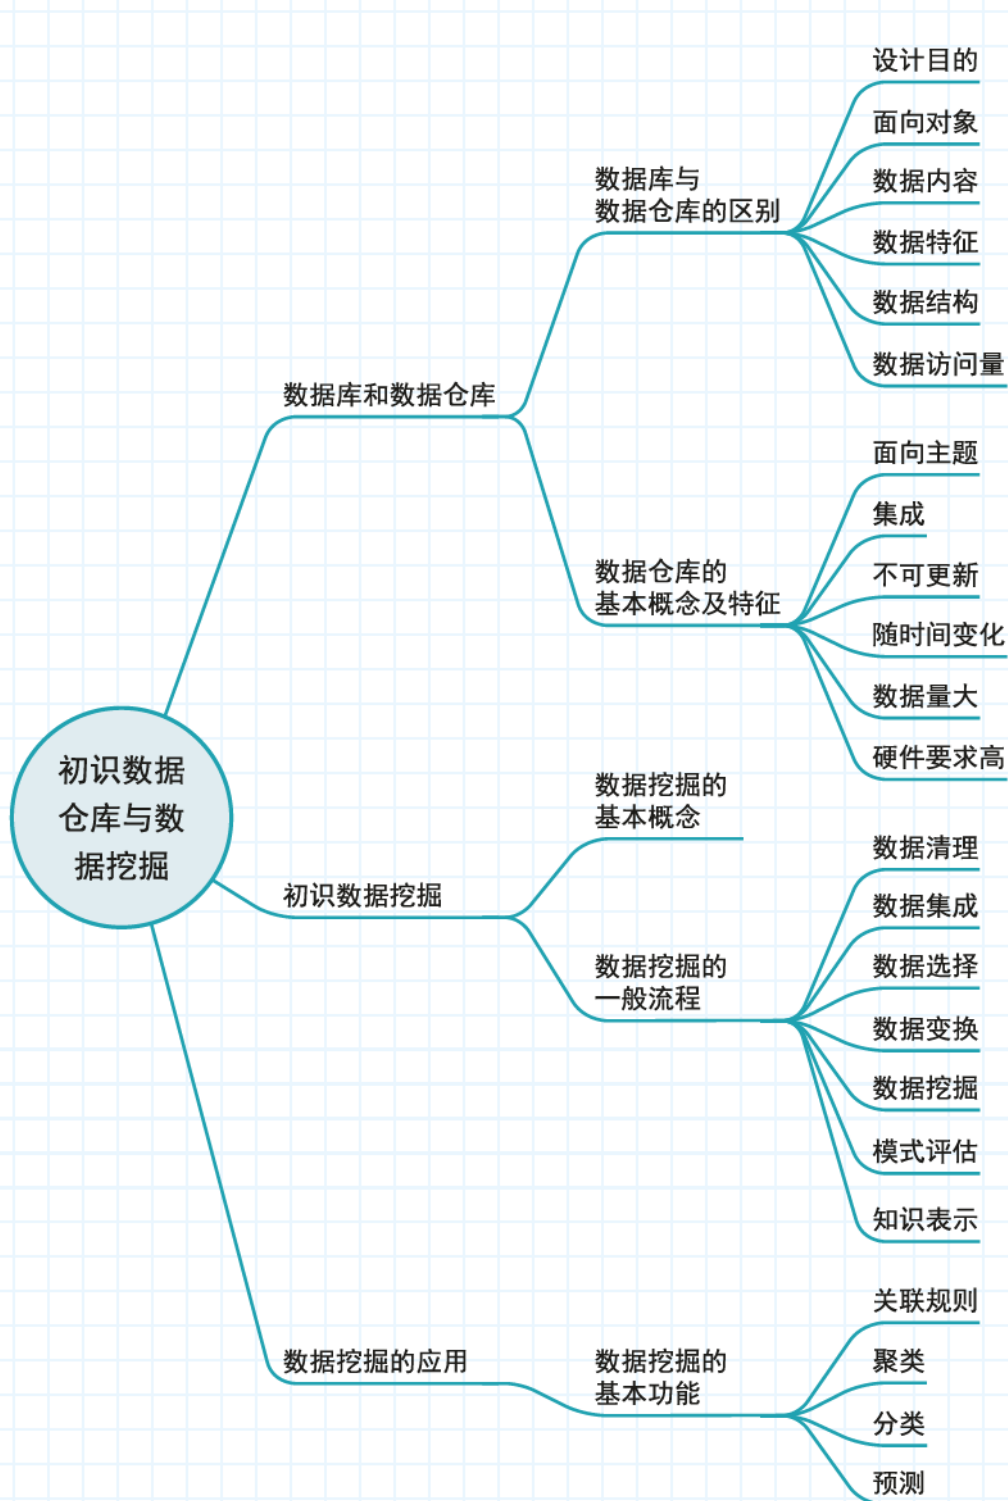 设计目的
面向对象
数据库与
数据仓库的区别
数据内容
数据特征
数据结构
数据访问量
数据库和数据仓库
面向主题
集成
数据仓库的
基本概念及特征
不可更新
随时间变化
数据量大
硬件要求高
初识数据
仓库与数
据挖掘
数据挖掘的
基本概念
初识数据挖掘
数据挖掘的
一般流程
数据清理
数据集成
数据选择
数据变换
数据挖掘
模式评估
知识表示
数据挖掘的应用
数据挖掘的
基本功能
关联规则
聚类
分类
预测